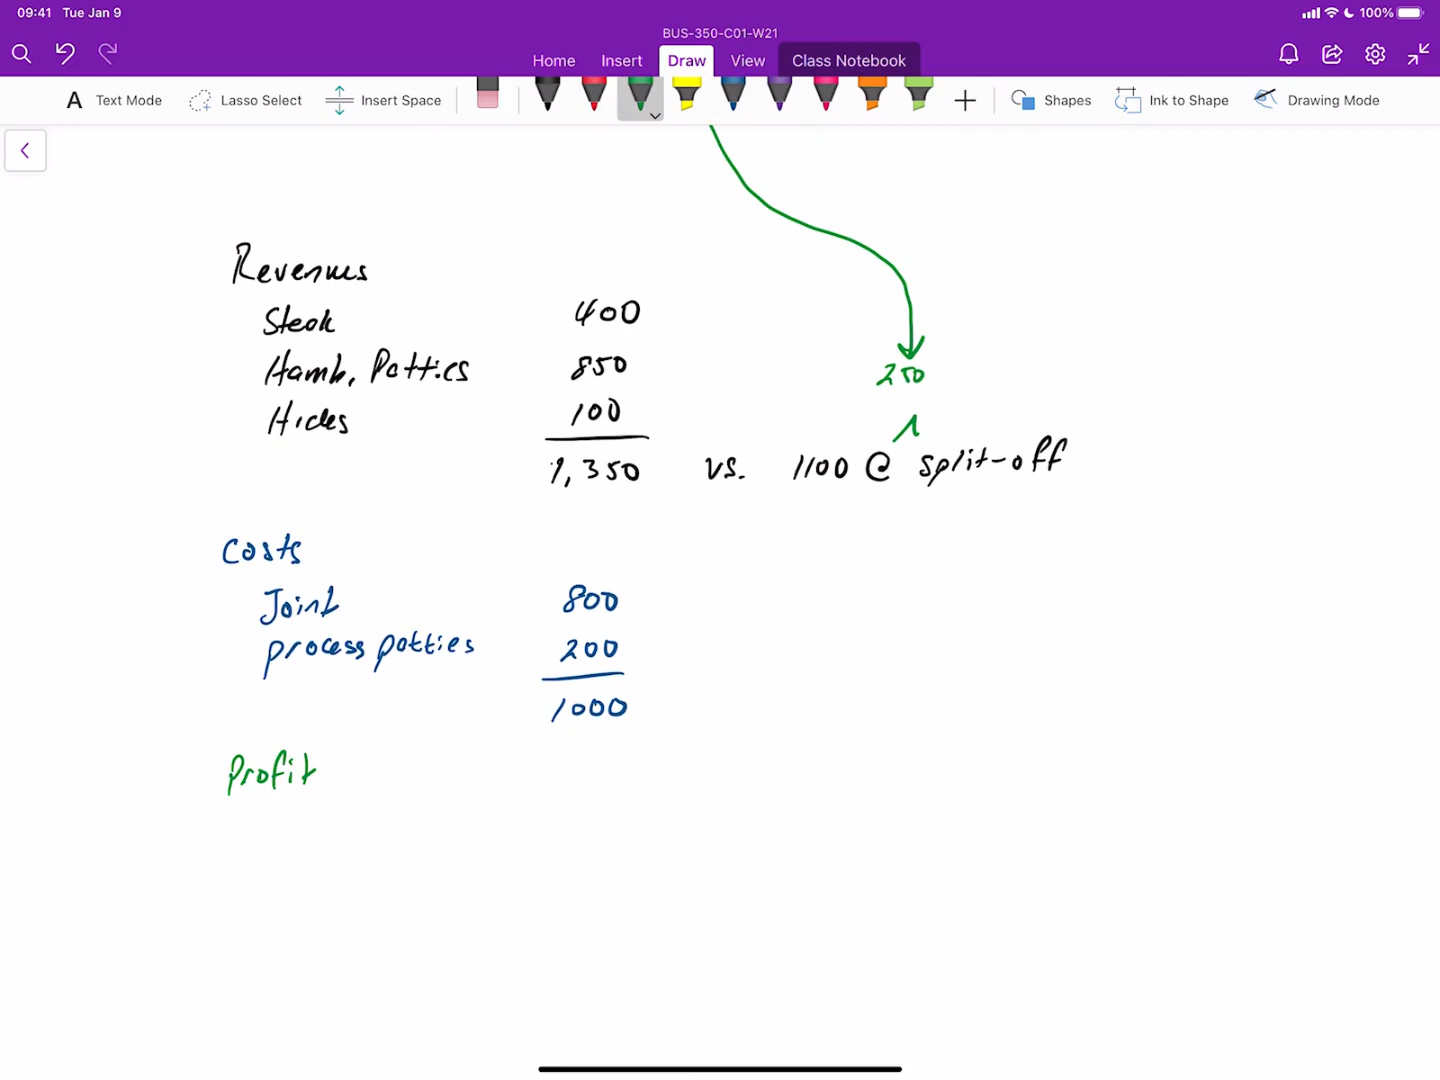 09:41 Tue Jan 9
100%
BUS-350-C01-W21
Home Insert Draw View Class Notebook
A Text Mode Lasso Select Insert Space Shapes Ink to Shape Drawing Mode
Revenues
Steak 400
Hamb. Patties 850
250
Hides 100
1,350 vs. 1100 @ split-off
Costs
Joint 800
process patties 200
1000
Profit